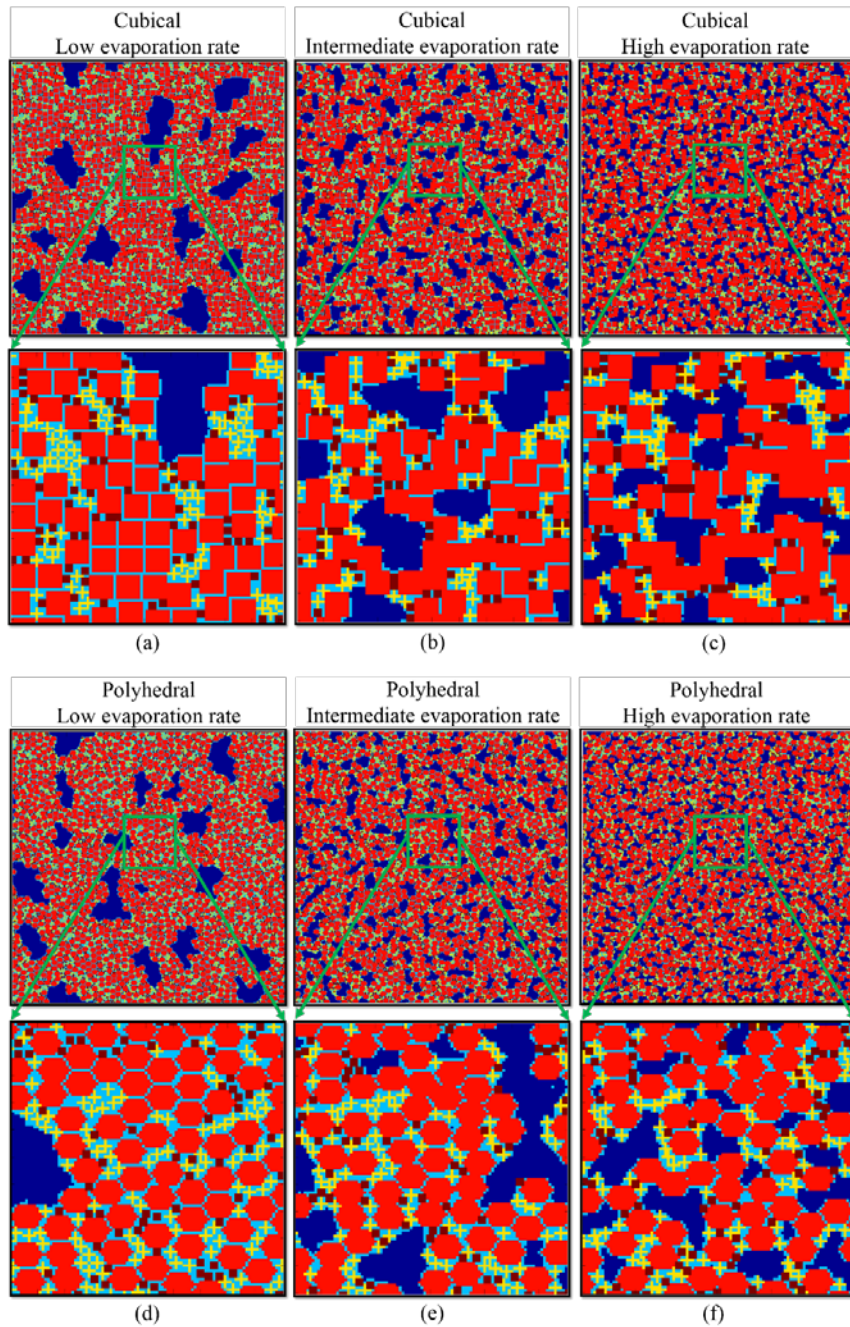 Cubical
Low evaporation rate
Cubical
Intermediate evaporation rate
Cubical
High evaporation rate
(a)
(b)
(c)
Polyhedral
Low evaporation rate
Polyhedral
Intermediate evaporation rate
Polyhedral
High evaporation rate
(d)
(e)
(f)